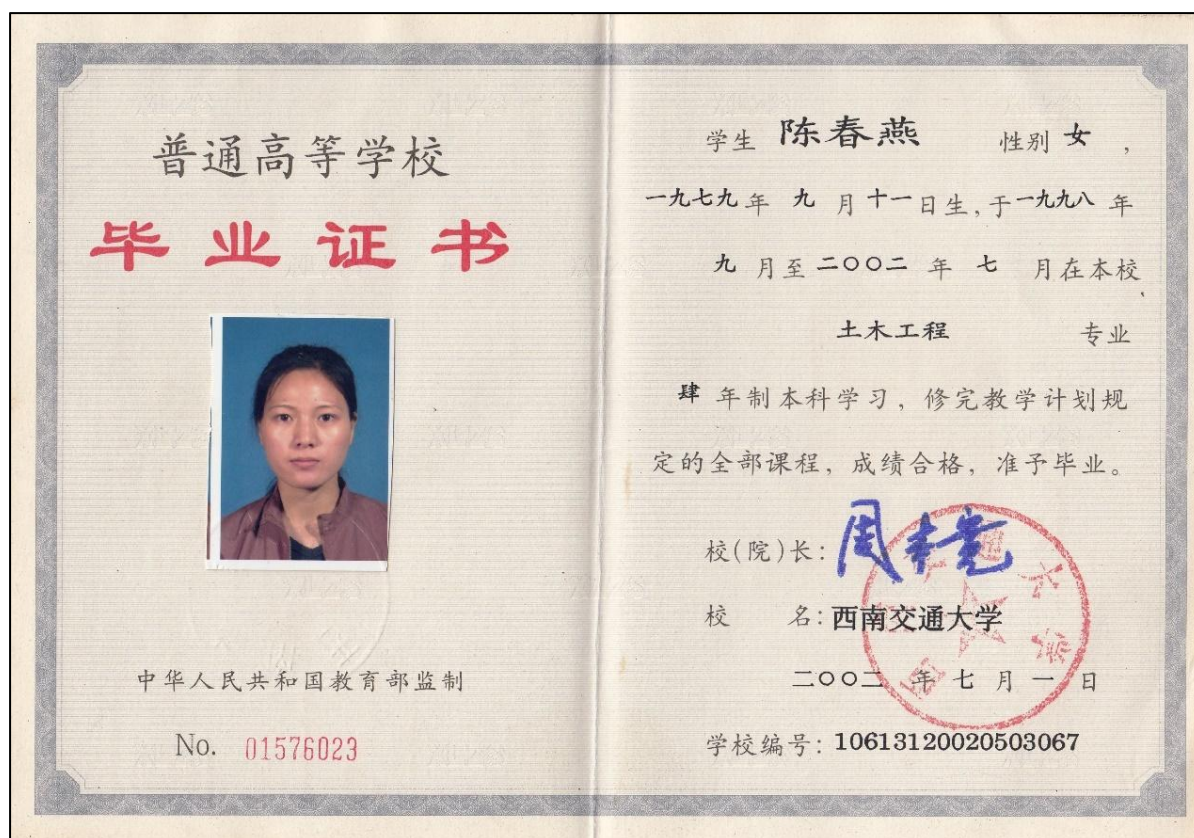 普通高等学校
毕业证书
中华人民共和国教育部监制
No. 01576023
学生 陈春燕 性别 女 ，
一九七九年 九 月 十一日生，于一九九八 年
九 月至 二〇〇二 年 七 月在本校
土木工程 专业
肆 年制本科学习，修完教学计划规
定的全部课程，成绩合格，准予毕业。
校(院)长：
校 名：西南交通大学
二〇〇二 年 七 月 一 日
学校编号：10613120020503067